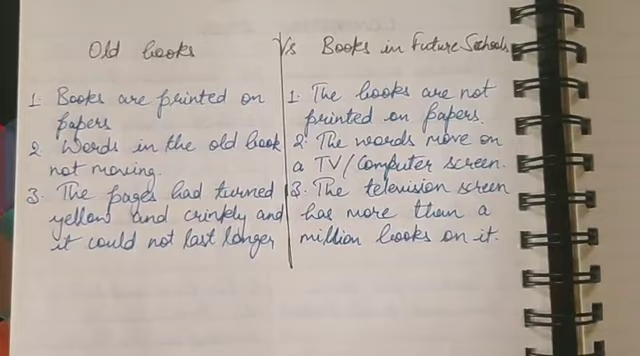 Old books Vs Books in Future Schools
1. Books are printed on
papers
2. Words in the old book
not moving.
3. The pages had turned
yellow and crinkly and
it could not last longer
1. The books are not
printed on papers.
2. The words move on
a TV/Computer screen.
3. The television screen
has more than a
million books on it.